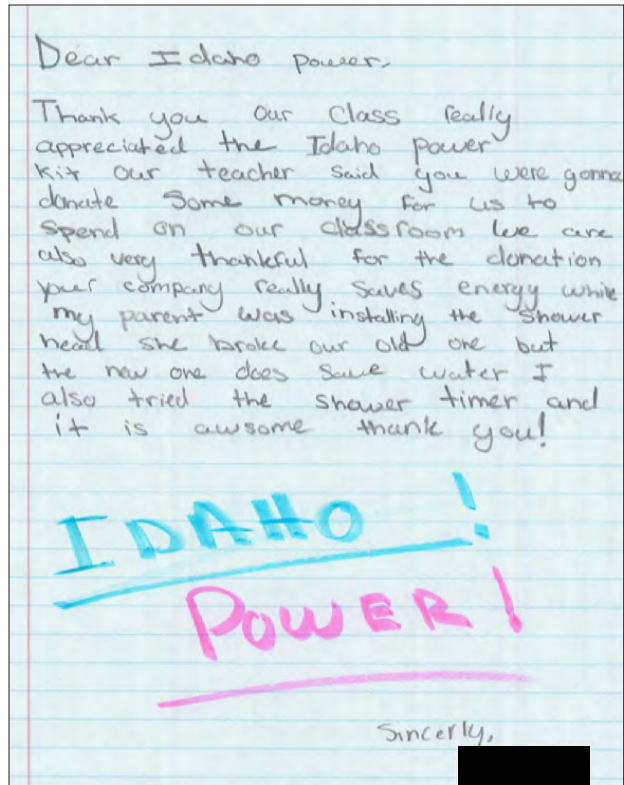 Dear Idaho power,
Thank you our Class really
appreciated the Idaho power
kit our teacher said you were gonna
donate some money for us to
spend on our classroom we are
also very thankful for the donation
your company really saves energy while
my parent was installing the shower
head she broke our old one but
the new one does save water I
also tried the shower timer and
it is awsome thank you!
IDAHO !
POWER!
Sincerly,